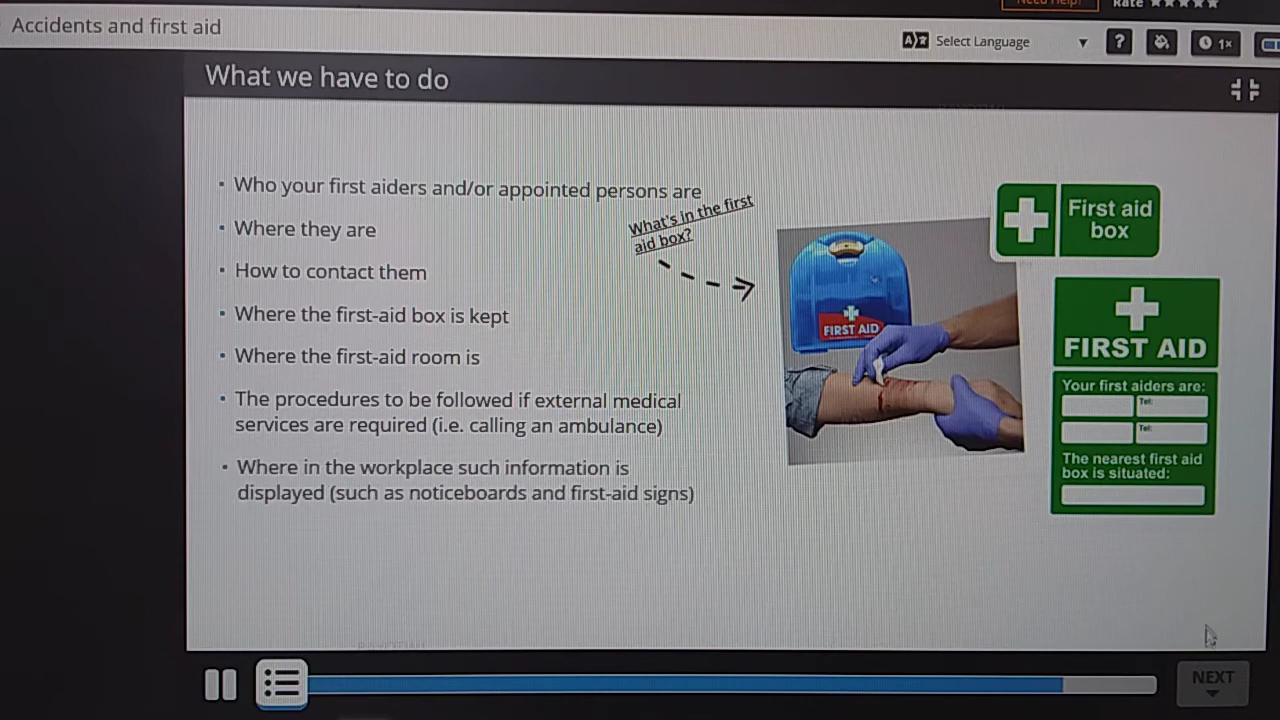 Need Help?
Rate
Accidents and first aid
Select Language
?
1×
What we have to do
Who your first aiders and/or appointed persons are
Where they are
How to contact them
Where the first-aid box is kept
Where the first-aid room is
The procedures to be followed if external medical
services are required (i.e. calling an ambulance)
Where in the workplace such information is
displayed (such as noticeboards and first-aid signs)
What's in the first
aid box?
FIRST AID
First aid
box
FIRST AID
Your first aiders are:
Tel:
Tel:
The nearest first aid
box is situated:
NEXT